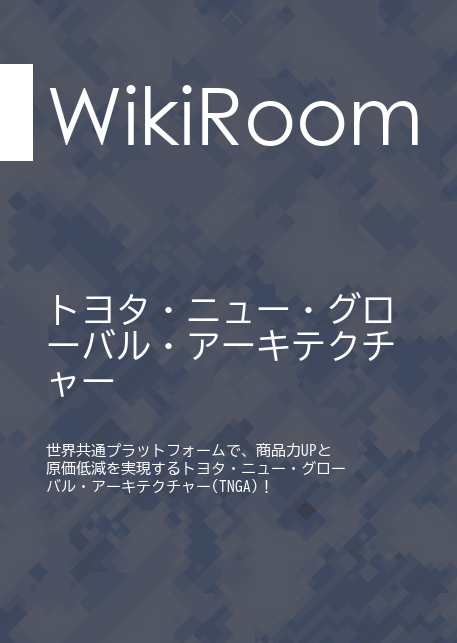 WikiRoom
トヨタ・ニュー・グロ
ーバル・アーキテクチ
ャー
世界共通プラットフォームで、商品力UPと
原価低減を実現するトヨタ・ニュー・グロー
バル・アーキテクチャー(TNGA)！